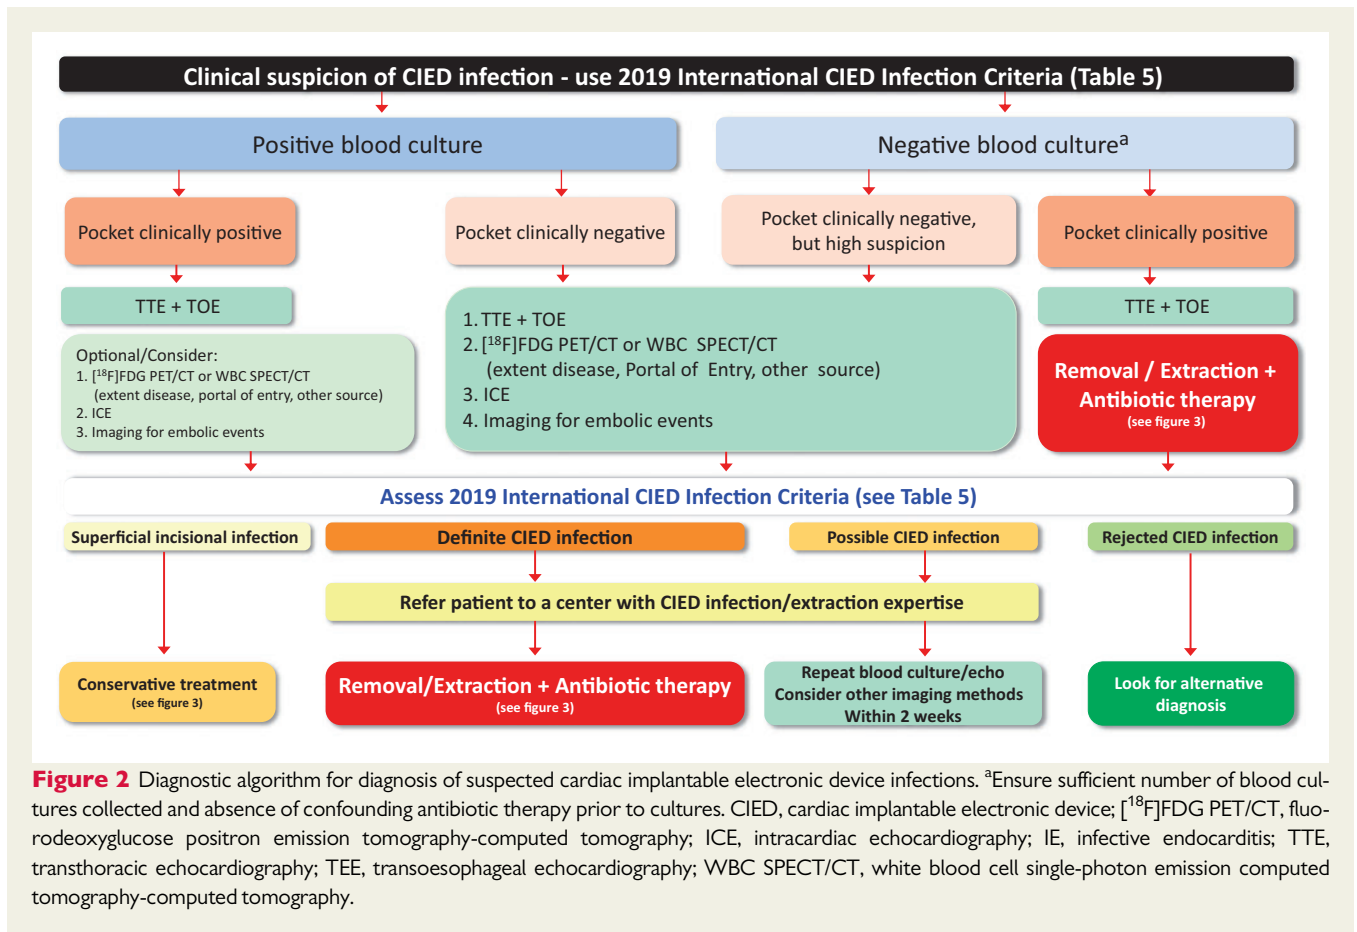 Clinical suspicion of CIED infection - use 2019 International CIED Infection Criteria (Table 5)
Positive blood culture
Negative blood cultureᵃ
Pocket clinically positive
Pocket clinically negative
Pocket clinically negative,
but high suspicion
Pocket clinically positive
TTE + TOE
Optional/Consider:
1. [¹⁸F]FDG PET/CT or WBC SPECT/CT
(extent disease, portal of entry, other source)
2. ICE
3. Imaging for embolic events
1. TTE + TOE
2. [¹⁸F]FDG PET/CT or WBC SPECT/CT
(extent disease, Portal of Entry, other source)
3. ICE
4. Imaging for embolic events
TTE + TOE
Removal / Extraction +
Antibiotic therapy
(see figure 3)
Assess 2019 International CIED Infection Criteria (see Table 5)
Superficial incisional infection
Definite CIED infection
Possible CIED infection
Rejected CIED infection
Refer patient to a center with CIED infection/extraction expertise
Conservative treatment
(see figure 3)
Removal/Extraction + Antibiotic therapy
(see figure 3)
Repeat blood culture/echo
Consider other imaging methods
Within 2 weeks
Look for alternative
diagnosis
Figure 2 Diagnostic algorithm for diagnosis of suspected cardiac implantable electronic device infections. ᵃEnsure sufficient number of blood cul-
tures collected and absence of confounding antibiotic therapy prior to cultures. CIED, cardiac implantable electronic device; [¹⁸F]FDG PET/CT, fluo-
rodeoxyglucose positron emission tomography-computed tomography; ICE, intracardiac echocardiography; IE, infective endocarditis; TTE,
transthoracic echocardiography; TEE, transoesophageal echocardiography; WBC SPECT/CT, white blood cell single-photon emission computed
tomography-computed tomography.